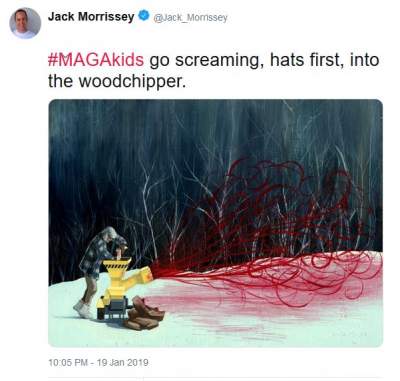 Jack Morrissey @Jack_Morrissey
#MAGAkids go screaming, hats first, into
the woodchipper.
10:05 PM - 19 Jan 2019